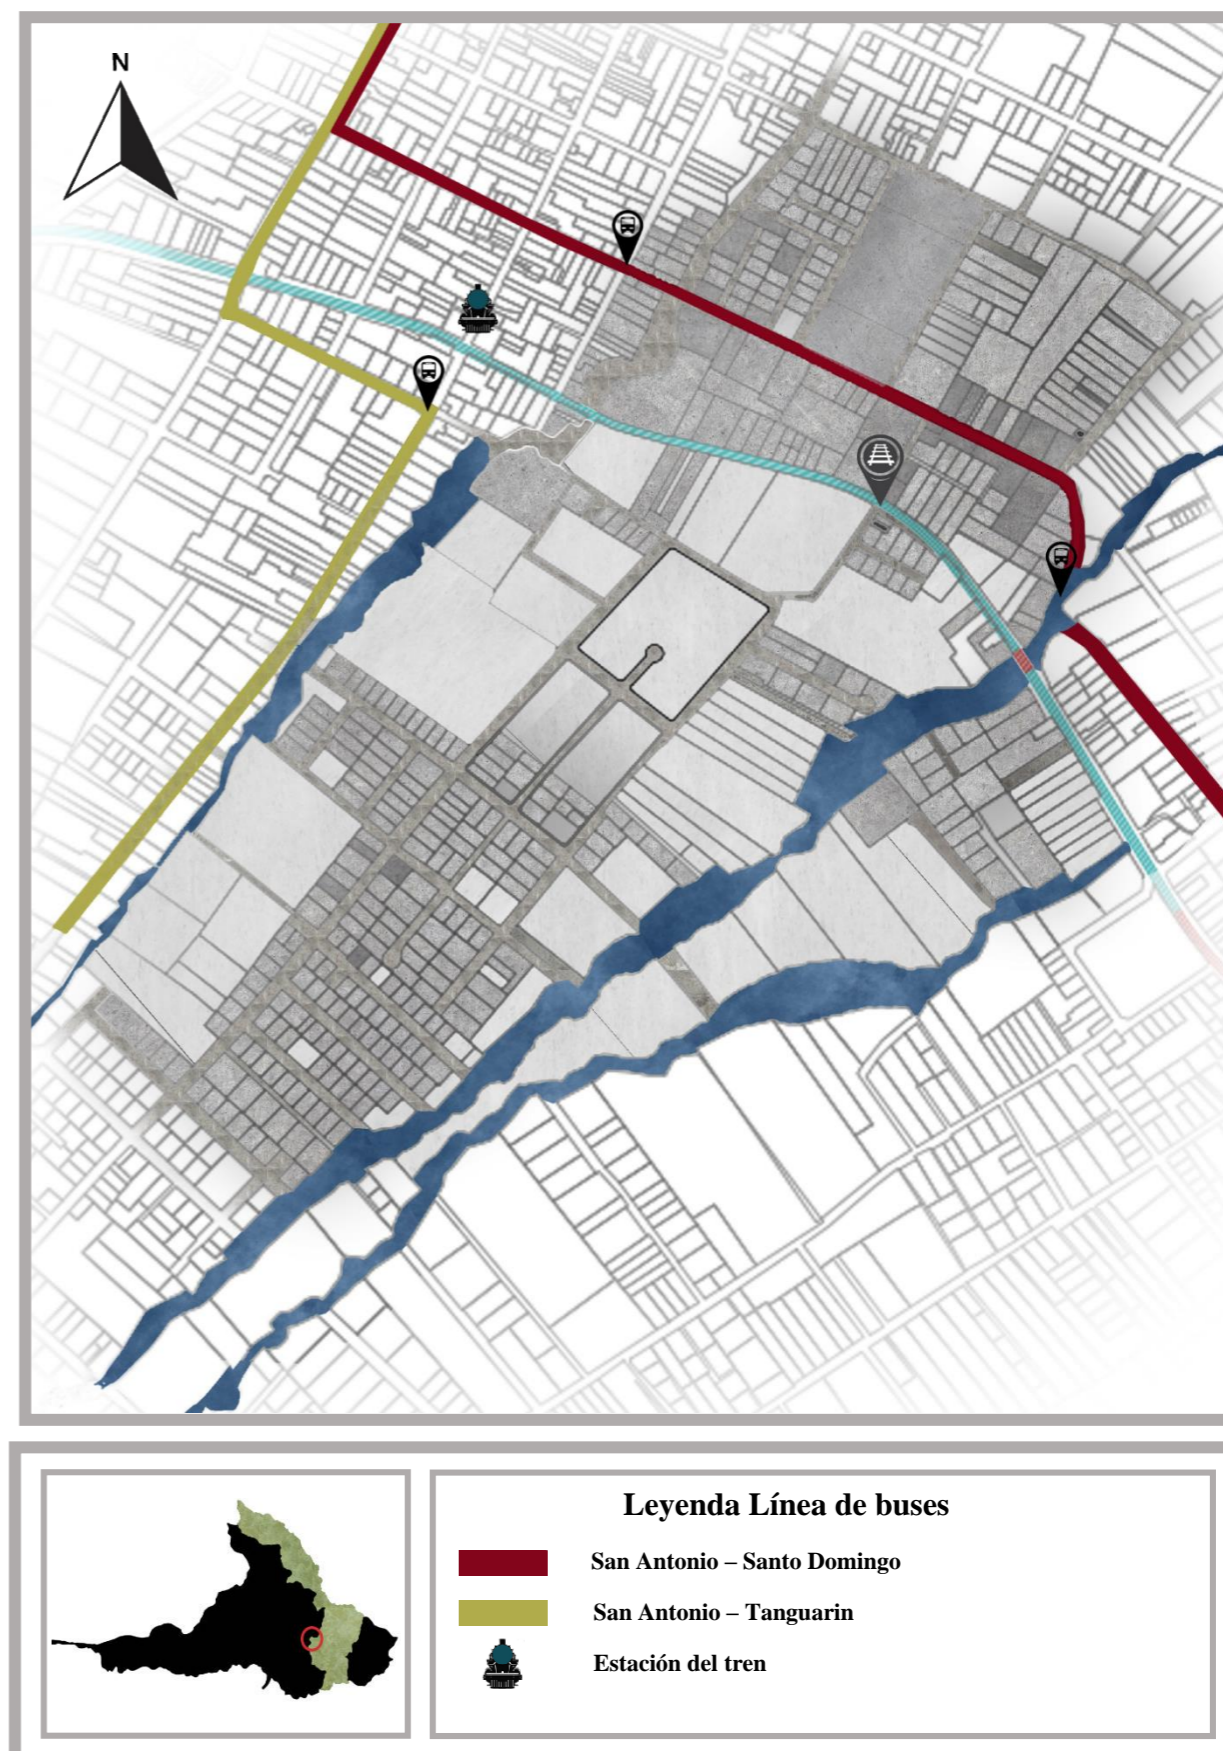 N
Leyenda Línea de buses
San Antonio – Santo Domingo
San Antonio – Tanguarin
Estación del tren